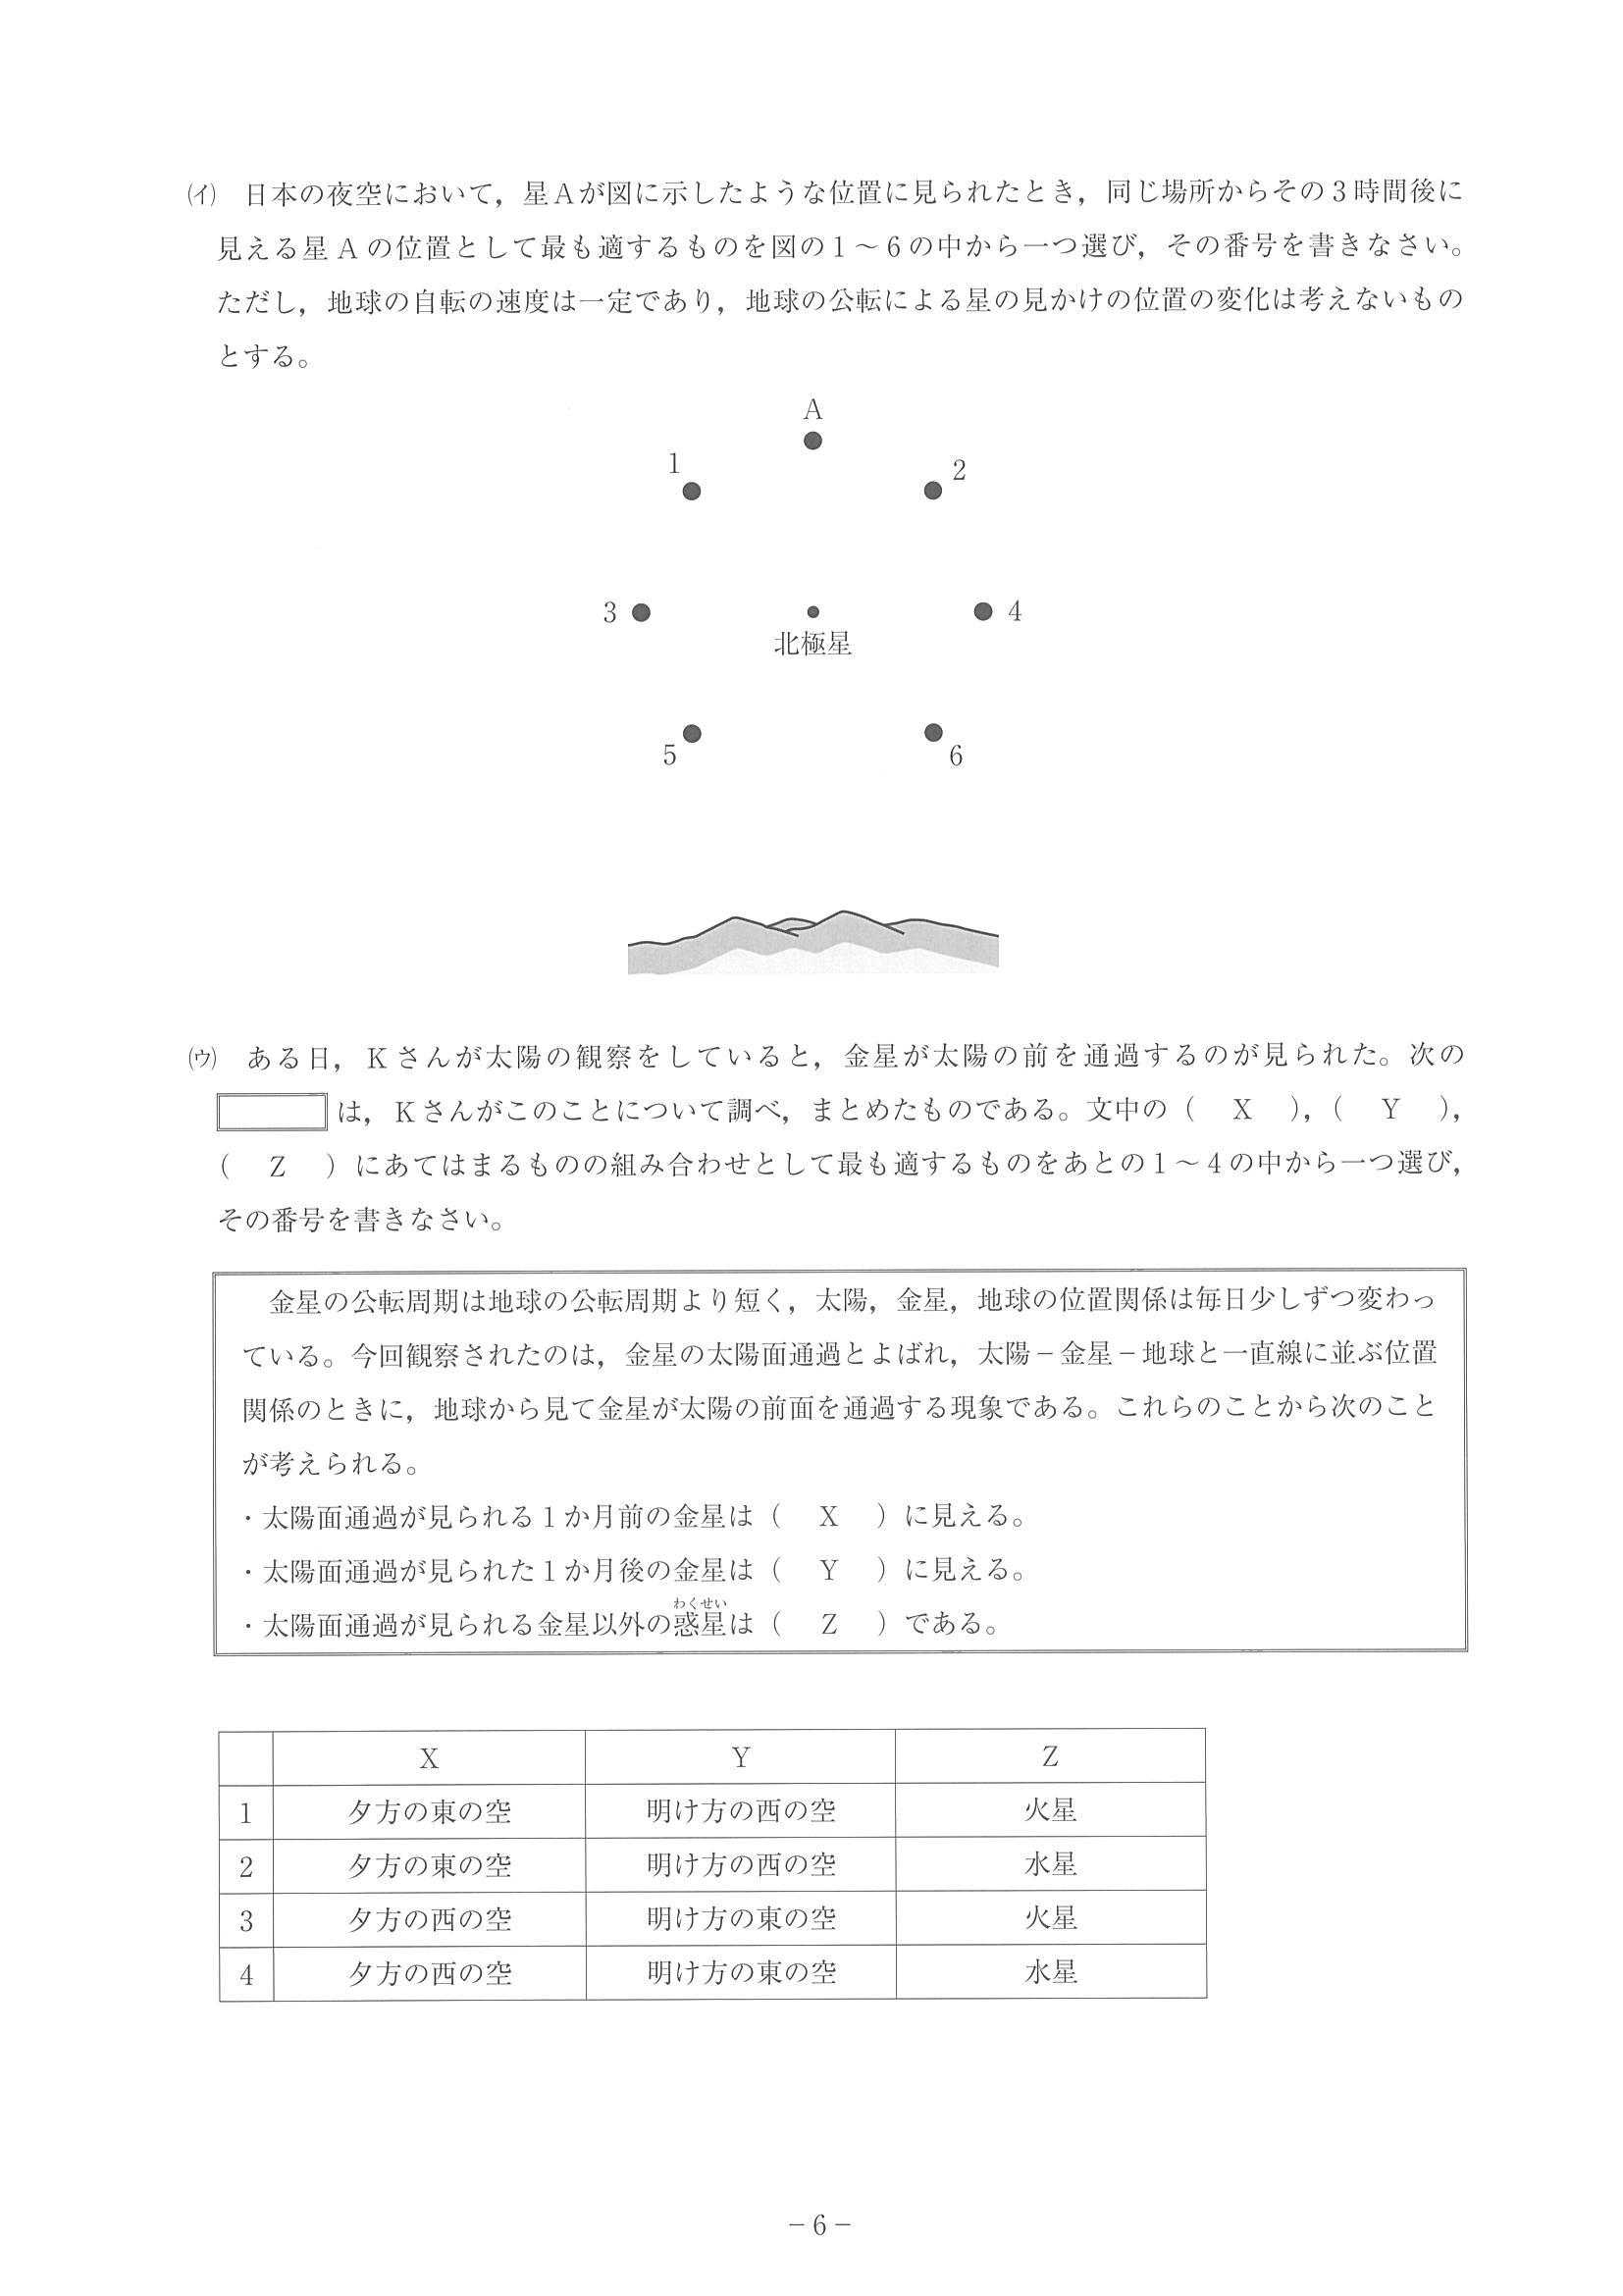 (イ) 日本の夜空において，星Ａが図に示したような位置に見られたとき，同じ場所からその３時間後に
見える星Ａの位置として最も適するものを図の１～６の中から一つ選び，その番号を書きなさい。
ただし，地球の自転の速度は一定であり，地球の公転による星の見かけの位置の変化は考えないもの
とする。
A
1
2
3
4
北極星
5
6
(ウ) ある日，Ｋさんが太陽の観察をしていると，金星が太陽の前を通過するのが見られた。次の
は，Ｋさんがこのことについて調べ，まとめたものである。文中の（ Ｘ ），（ Ｙ ），
（ Ｚ ）にあてはまるものの組み合わせとして最も適するものをあとの１～４の中から一つ選び，
その番号を書きなさい。
金星の公転周期は地球の公転周期より短く，太陽，金星，地球の位置関係は毎日少しずつ変わっ
ている。今回観察されたのは，金星の太陽面通過とよばれ，太陽－金星－地球と一直線に並ぶ位置
関係のときに，地球から見て金星が太陽の前面を通過する現象である。これらのことから次のこと
が考えられる。
・太陽面通過が見られる１か月前の金星は（ Ｘ ）に見える。
・太陽面通過が見られた１か月後の金星は（ Ｙ ）に見える。
わくせい
・太陽面通過が見られる金星以外の惑星は（ Ｚ ）である。
X Y Z
1 夕方の東の空 明け方の西の空 火星
2 夕方の東の空 明け方の西の空 水星
3 夕方の西の空 明け方の東の空 火星
4 夕方の西の空 明け方の東の空 水星
－6－